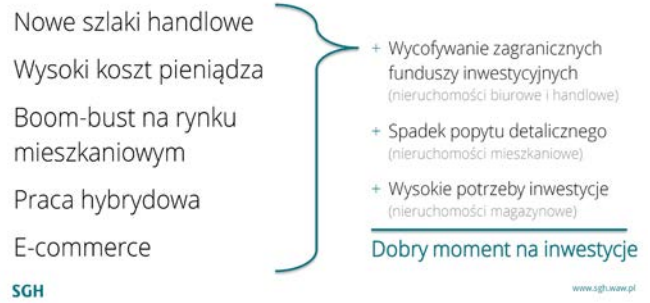 Nowe szlaki handlowe
Wysoki koszt pieniądza
Boom-bust na rynku
mieszkaniowym
Praca hybrydowa
E-commerce
+ Wycofywanie zagranicznych
funduszy inwestycyjnych
(nieruchomości biurowe i handlowe)
+ Spadek popytu detalicznego
(nieruchomości mieszkaniowe)
+ Wysokie potrzeby inwestycje
(nieruchomości magazynowe)
Dobry moment na inwestycje
SGH
www.sgh.waw.pl